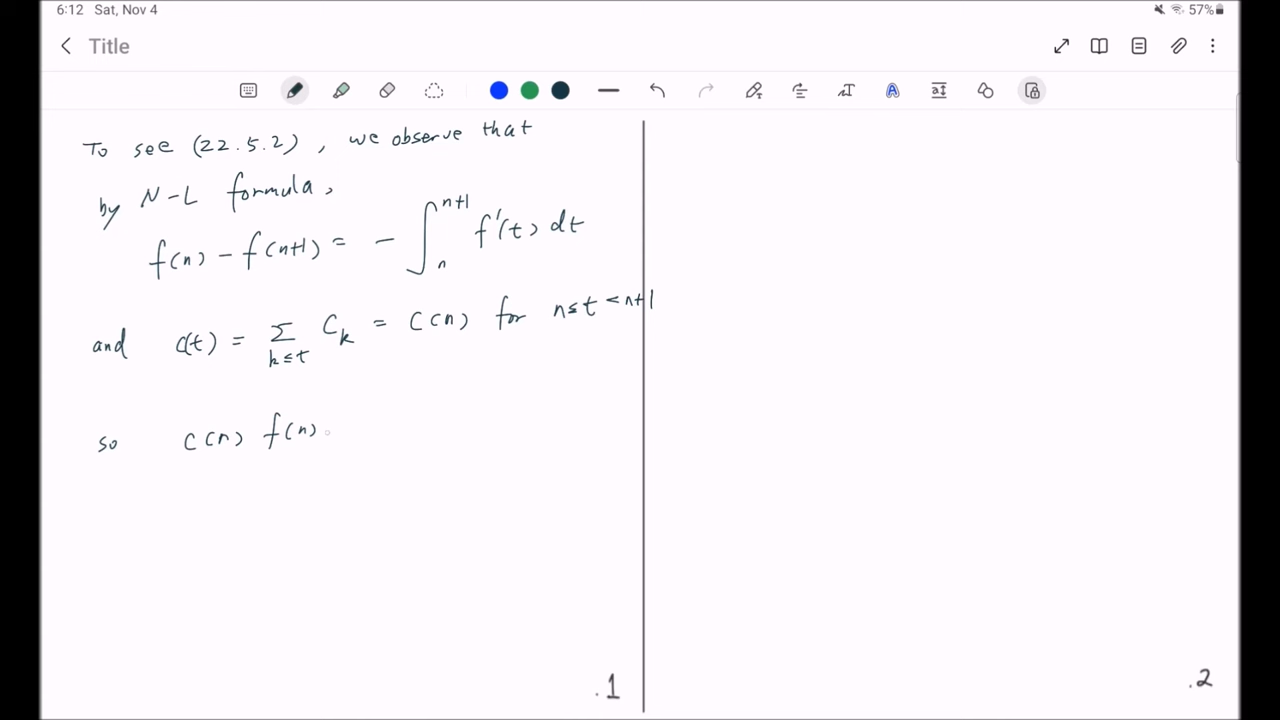 6:12 Sat, Nov 4
57%
Title
To see (22.5.2), we observe that
by N-L formula,
f(n) - f(n+1) = - ∫_n^{n+1} f'(t) dt
and C(t) = Σ_{k≤t} C_k = C(n) for n≤t<n+1
so C(n) f(n)
.1
.2